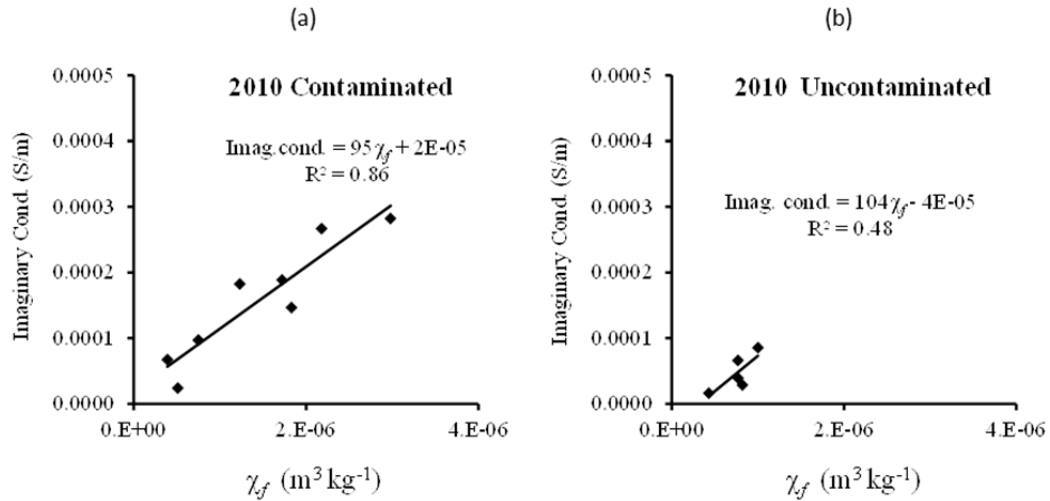 (a)
2010 Contaminated
Imag.cond. = 95χf + 2E-05
R² = 0.86
Imaginary Cond. (S/m)
0.0005
0.0004
0.0003
0.0002
0.0001
0.0000
0.E+00
2.E-06
4.E-06
χf (m³ kg⁻¹)
(b)
2010 Uncontaminated
Imag. cond. = 104χf - 4E-05
R² = 0.48
Imaginary Cond. (S/m)
0.0005
0.0004
0.0003
0.0002
0.0001
0.0000
0.E+00
2.E-06
4.E-06
χf (m³ kg⁻¹)